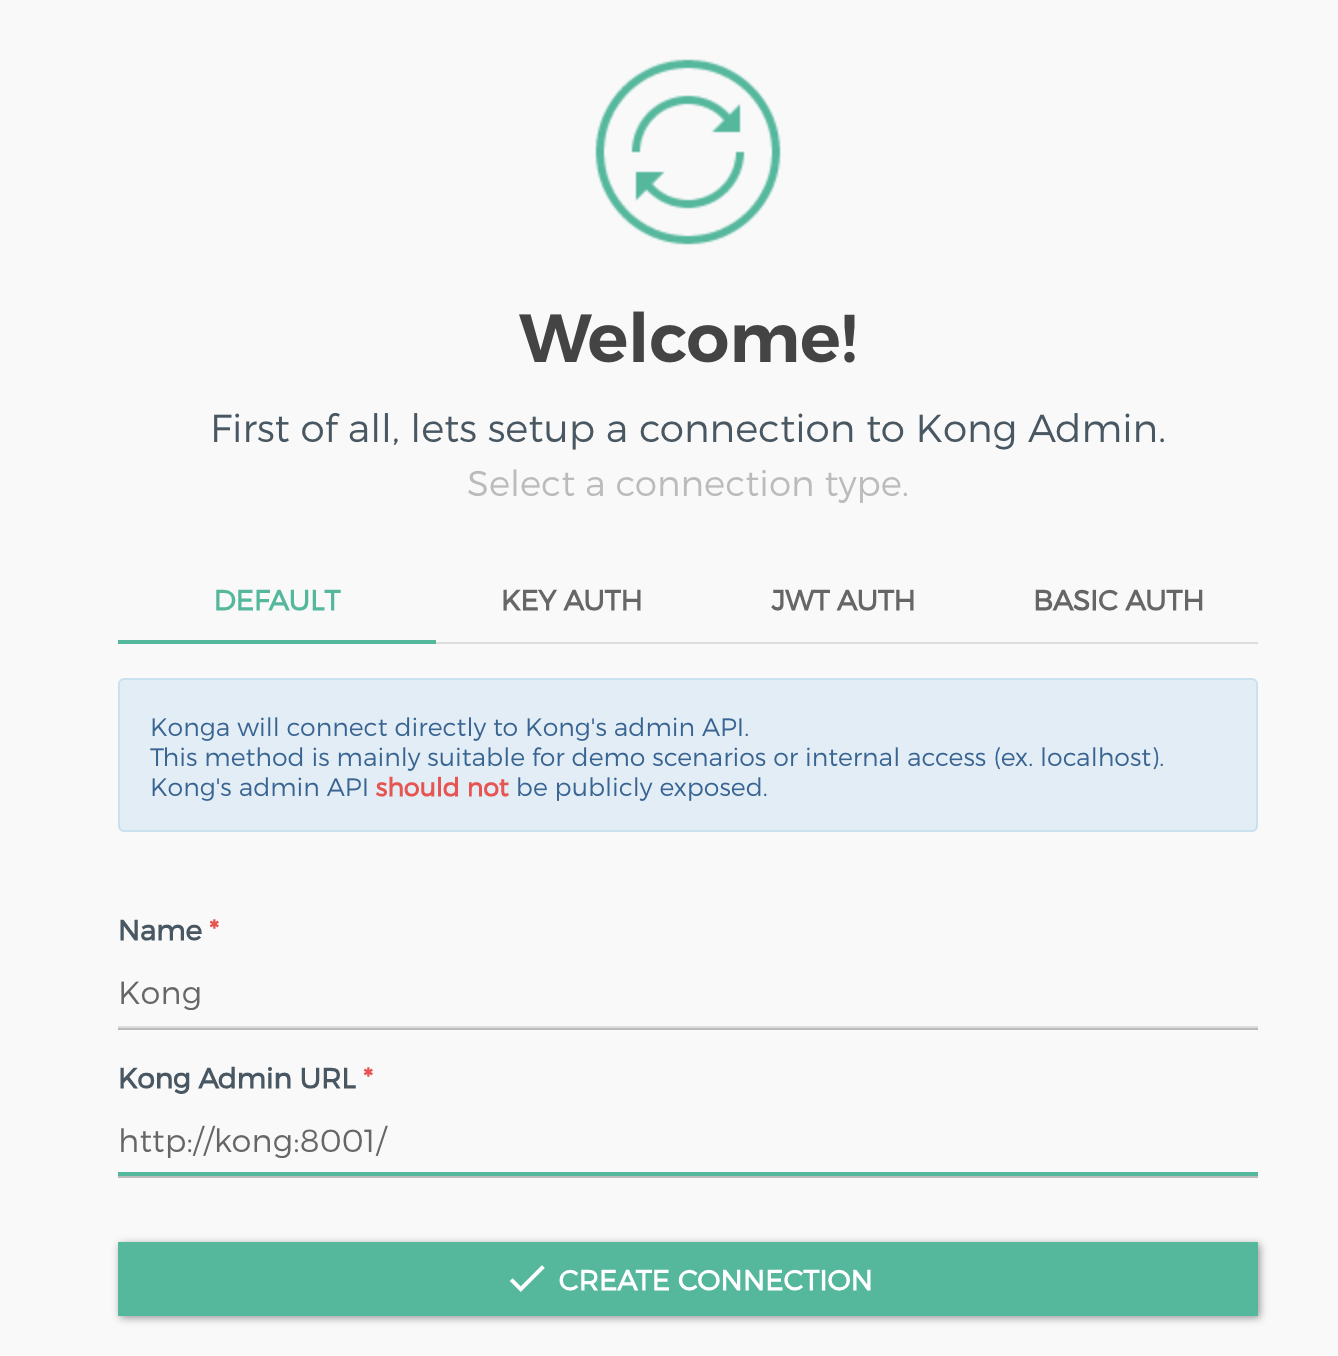 Welcome!
First of all, lets setup a connection to Kong Admin.
Select a connection type.
DEFAULT KEY AUTH JWT AUTH BASIC AUTH
Konga will connect directly to Kong's admin API.
This method is mainly suitable for demo scenarios or internal access (ex. localhost).
Kong's admin API should not be publicly exposed.
Name *
Kong
Kong Admin URL *
http://kong:8001/
CREATE CONNECTION